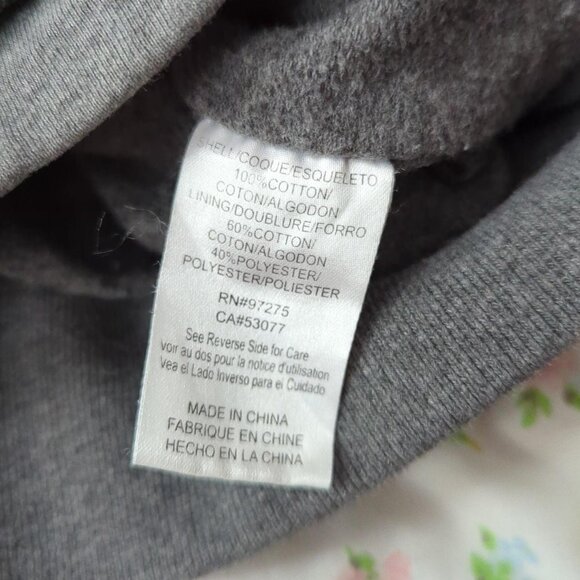 SHELL/COQUE/ESQUELETO
100%COTTON/
COTON/ALGODON
LINING/DOUBLURE/FORRO
60%COTTON/
COTON/ALGODON
40%POLYESTER/
POLYESTER/POLIESTER
RN#97275
CA#53077
See Reverse Side for Care
voir au dos pour la notice d'utilisation
Vea el Lado Inverso para el Cuidado
MADE IN CHINA
FABRIQUE EN CHINE
HECHO EN LA CHINA